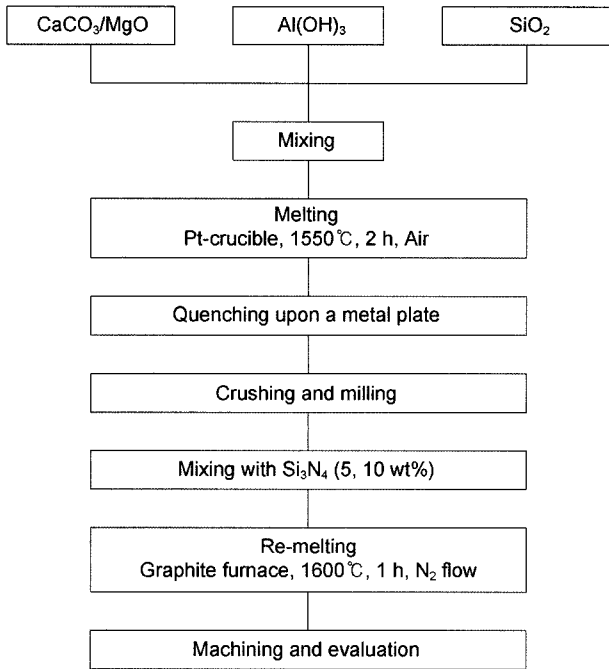 CaCO₃/MgO
Al(OH)₃
SiO₂
Mixing
Melting
Pt-crucible, 1550℃, 2 h, Air
Quenching upon a metal plate
Crushing and milling
Mixing with Si₃N₄ (5, 10 wt%)
Re-melting
Graphite furnace, 1600℃, 1 h, N₂ flow
Machining and evaluation